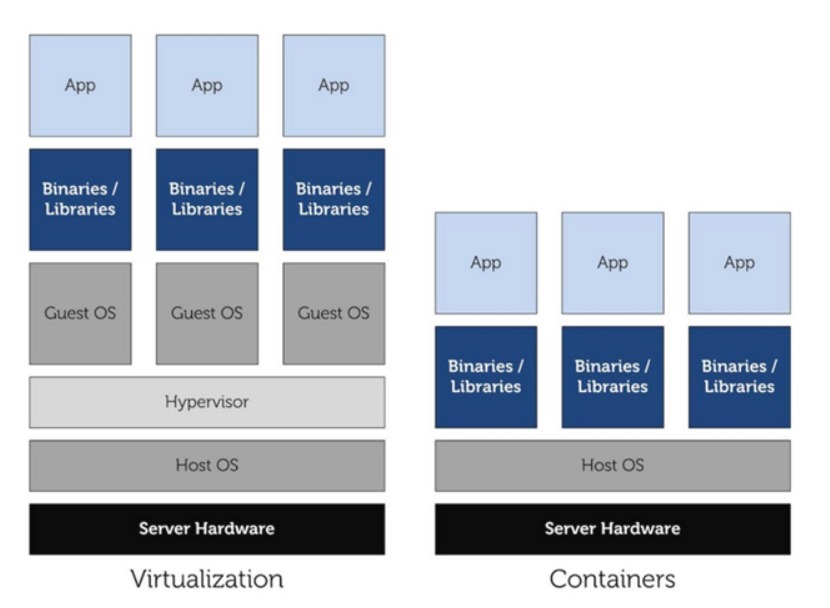 App
App
App
Binaries /
Libraries
Binaries /
Libraries
Binaries /
Libraries
Guest OS
Guest OS
Guest OS
Hypervisor
Host OS
Server Hardware
Virtualization
App
App
App
Binaries /
Libraries
Binaries /
Libraries
Binaries /
Libraries
Host OS
Server Hardware
Containers